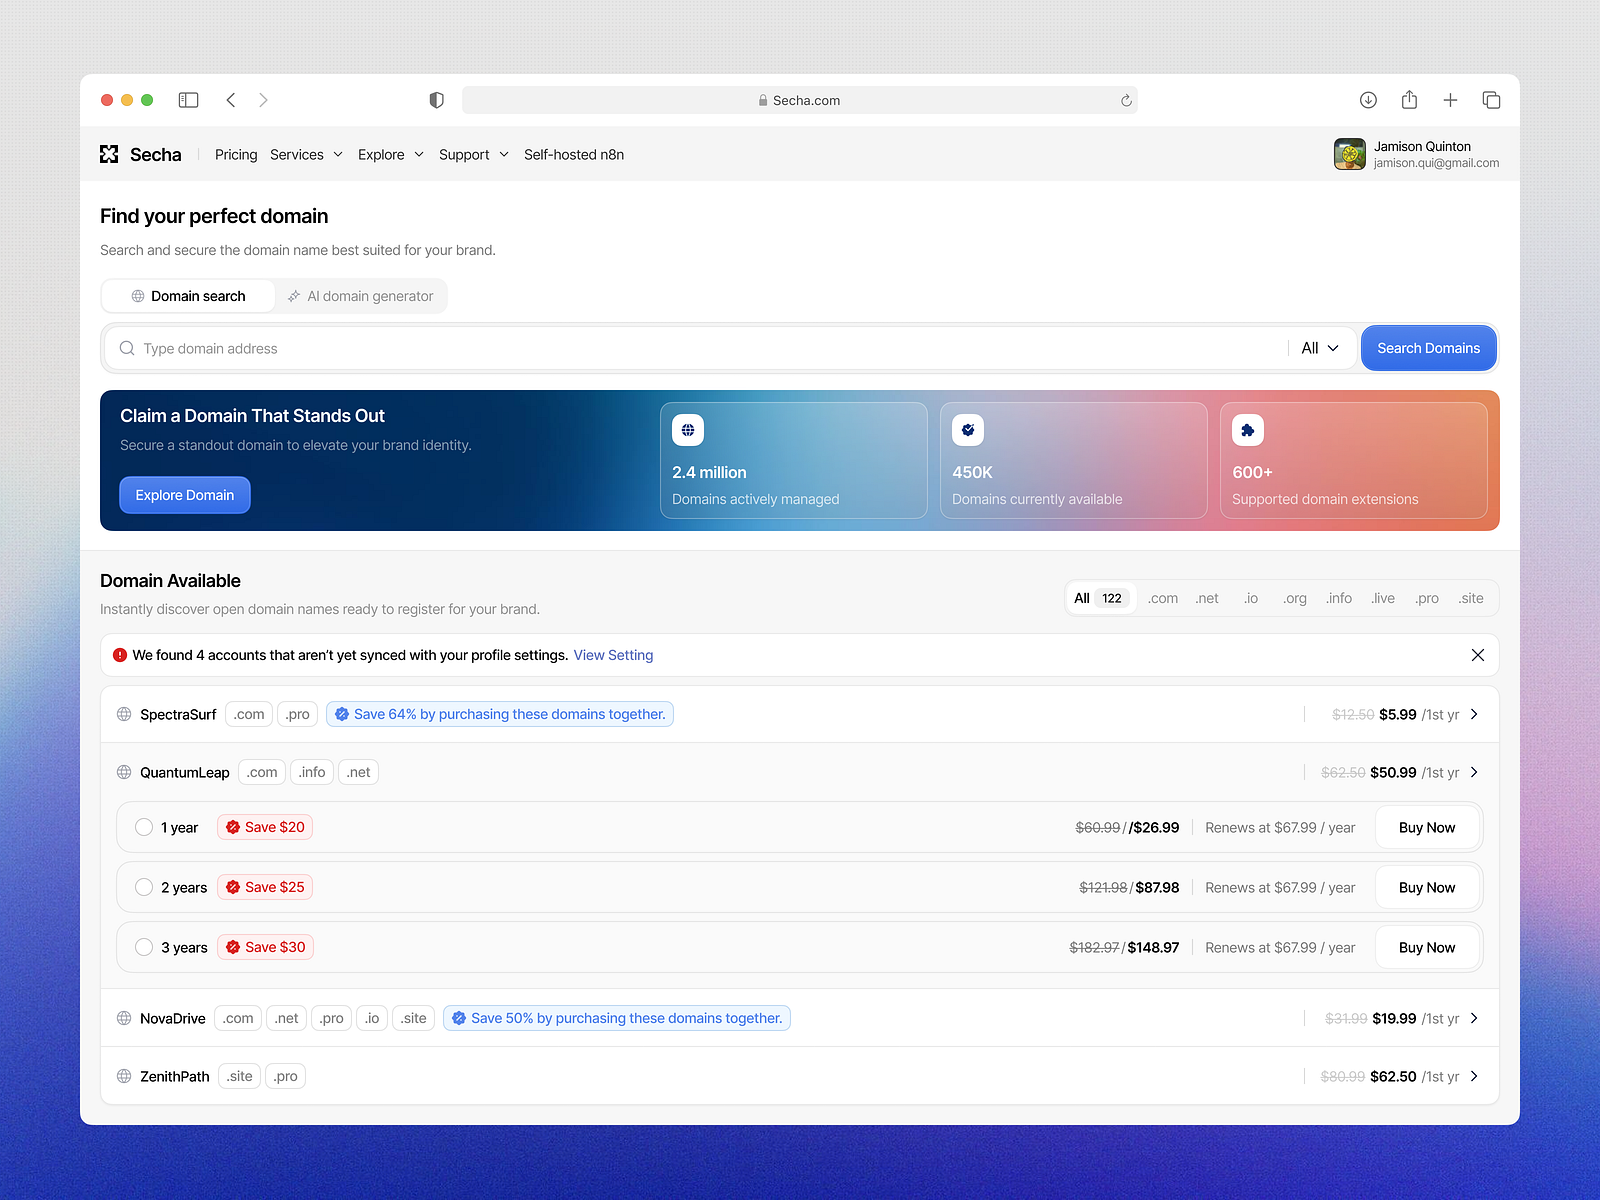 Secha.com
Secha
Pricing Services Explore Support Self-hosted n8n
Jamison Quinton
jamison.qui@gmail.com
Find your perfect domain
Search and secure the domain name best suited for your brand.
Domain search AI domain generator
Type domain address All Search Domains
Claim a Domain That Stands Out
Secure a standout domain to elevate your brand identity.
Explore Domain
2.4 million
Domains actively managed
450K
Domains currently available
600+
Supported domain extensions
Domain Available
Instantly discover open domain names ready to register for your brand.
All 122 .com .net .io .org .info .live .pro .site
We found 4 accounts that aren't yet synced with your profile settings. View Setting
SpectraSurf .com .pro Save 64% by purchasing these domains together. $12.50 $5.99 /1st yr
QuantumLeap .com .info .net $62.50 $50.99 /1st yr
1 year Save $20 $60.99//$26.99 Renews at $67.99 / year Buy Now
2 years Save $25 $121.98/$87.98 Renews at $67.99 / year Buy Now
3 years Save $30 $182.97/$148.97 Renews at $67.99 / year Buy Now
NovaDrive .com .net .pro .io .site Save 50% by purchasing these domains together. $31.99 $19.99 /1st yr
ZenithPath .site .pro $80.99 $62.50 /1st yr